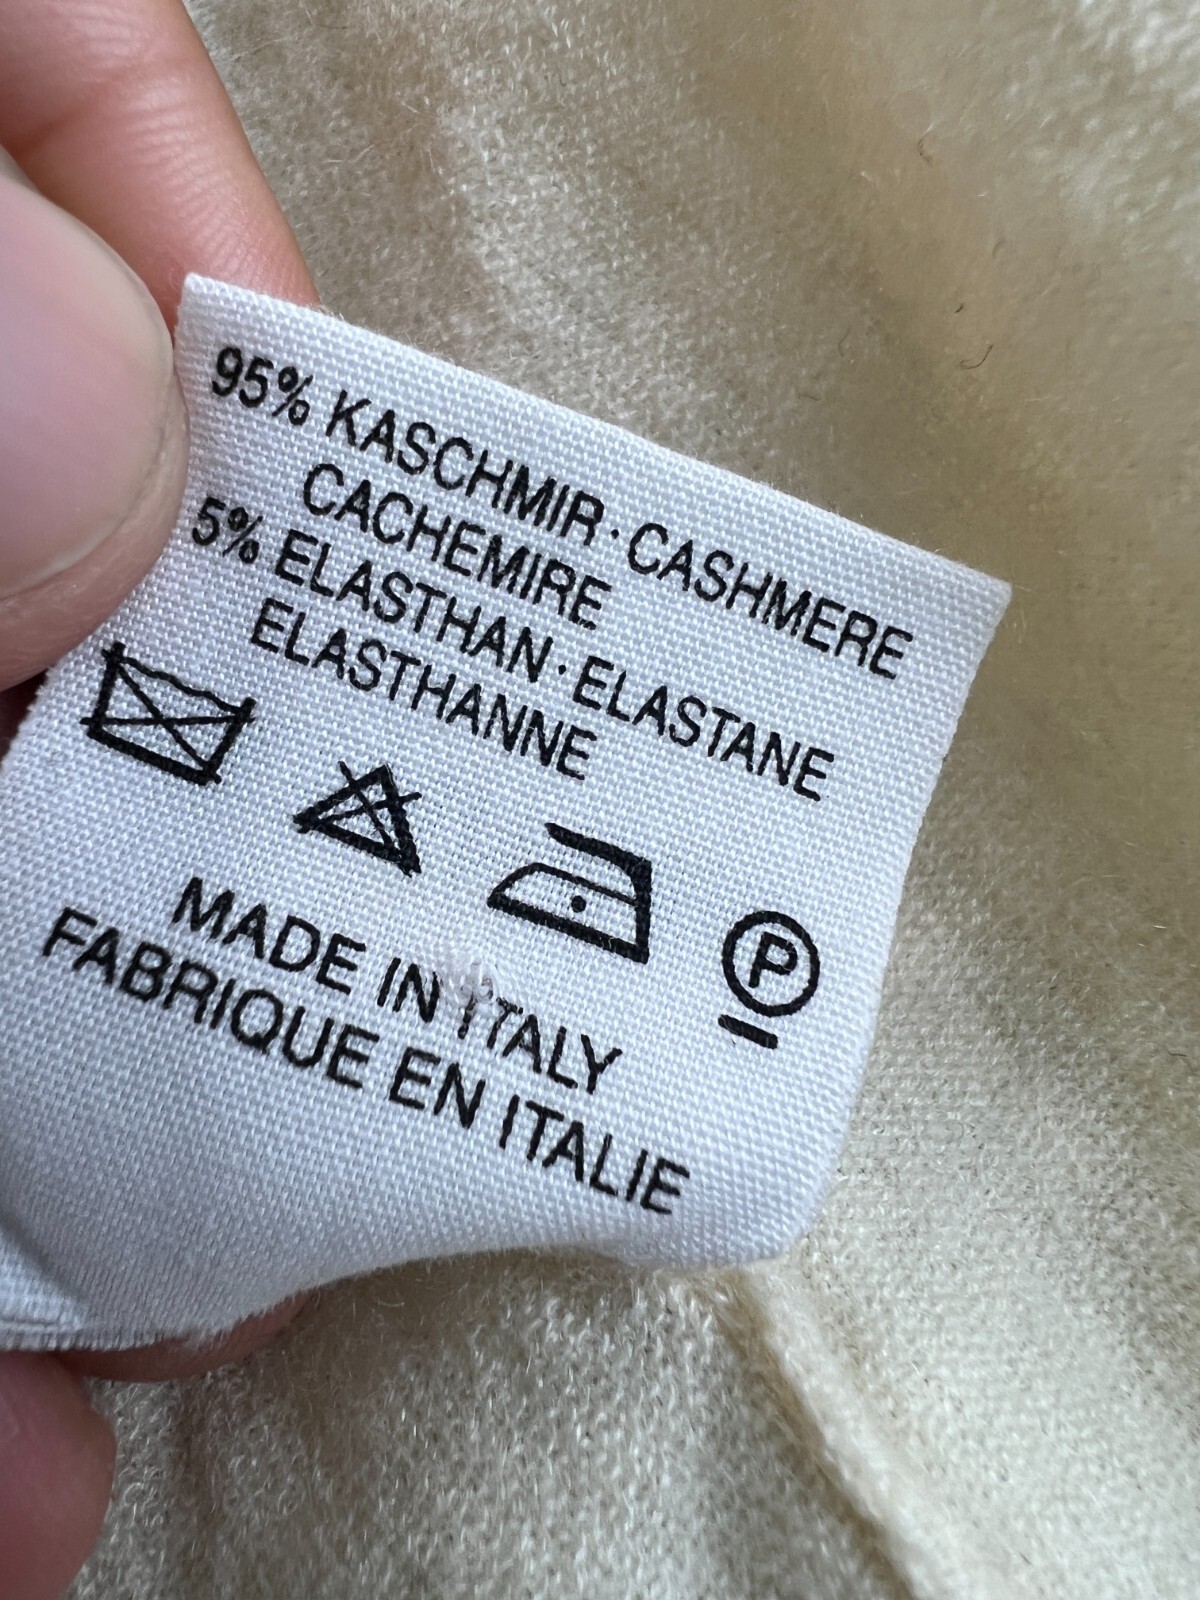 95% KASCHMIR·CASHMERE
CACHEMIRE
5% ELASTHAN·ELASTANE
ELASTHANNE
P
MADE IN ITALY
FABRIQUE EN ITALIE